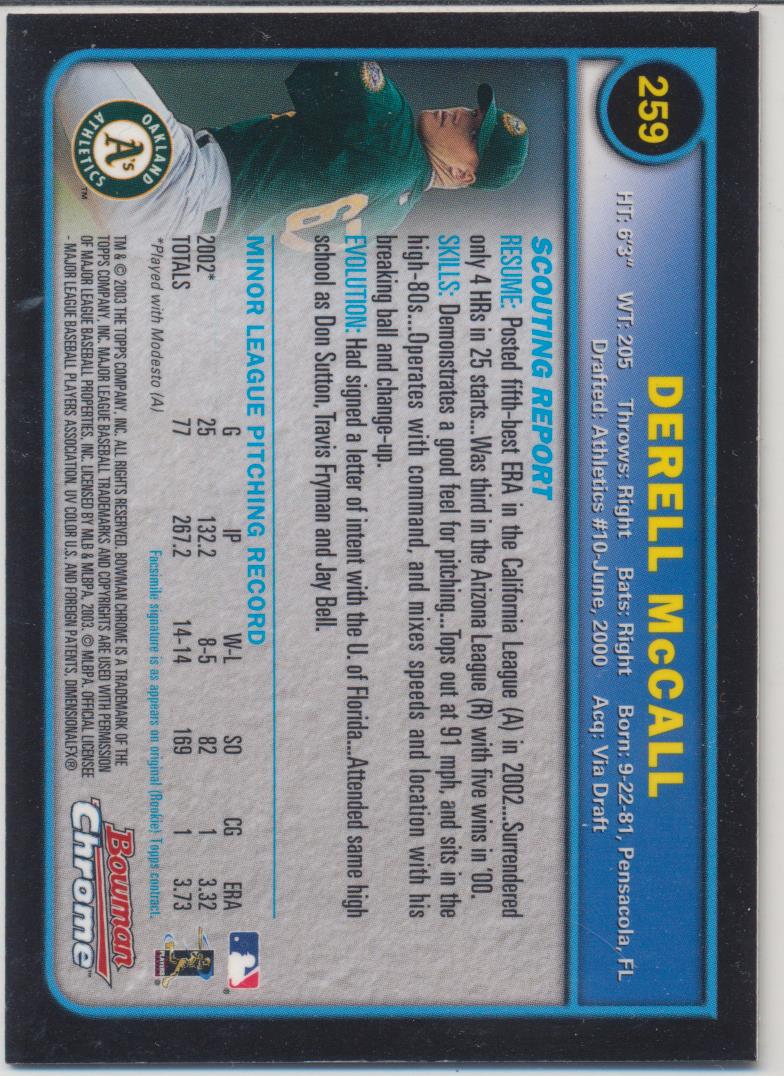 259
DERELL McCALL
HT: 6'3" WT: 205 Throws: Right Bats: Right Born: 9-22-81, Pensacola, FL
Drafted: Athletics #10-June, 2000 Acq: Via Draft
SCOUTING REPORT
RESUME: Posted fifth-best ERA in the California League (A) in 2002...Surrendered
only 4 HRs in 25 starts...Was third in the Arizona League (R) with five wins in '00.
SKILLS: Demonstrates a good feel for pitching...Tops out at 91 mph, and sits in the
high-80s...Operates with command, and mixes speeds and location with his
breaking ball and change-up.
EVOLUTION: Had signed a letter of intent with the U. of Florida...Attended same high
school as Don Sutton, Travis Fryman and Jay Bell.
MINOR LEAGUE PITCHING RECORD
G IP W-L SO CG ERA
2002* 25 132.2 8-5 82 1 3.32
TOTALS 77 267.2 14-14 169 1 3.73
*Played with Modesto (A)
Facsimile signature is as appears on original (Rookie) Topps contract.
TM & © 2003 THE TOPPS COMPANY, INC. ALL RIGHTS RESERVED. BOWMAN CHROME IS A TRADEMARK OF THE
TOPPS COMPANY, INC. MAJOR LEAGUE BASEBALL TRADEMARKS AND COPYRIGHTS ARE USED WITH PERMISSION
OF MAJOR LEAGUE BASEBALL PROPERTIES, INC. LICENSED BY MLB & MLBPA, 2003. © MLBPA. OFFICIAL LICENSEE
- MAJOR LEAGUE BASEBALL PLAYERS ASSOCIATION. UV COLOR U.S. AND FOREIGN PATENTS. DIMENSIONALFX®
OAKLAND
A's
ATHLETICS
TM
6
®
PLAYERS
®
Bowman
Chrome™